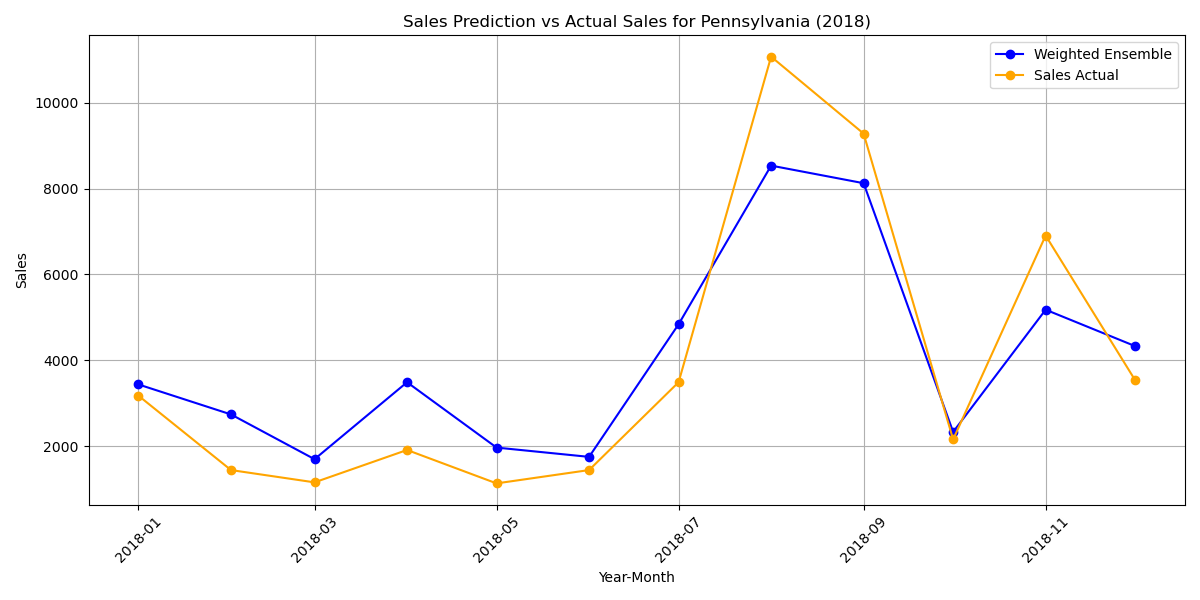 Sales Prediction vs Actual Sales for Pennsylvania (2018)
Weighted Ensemble
Sales Actual
10000
8000
6000
4000
2000
Sales
2018-01
2018-03
2018-05
2018-07
2018-09
2018-11
Year-Month